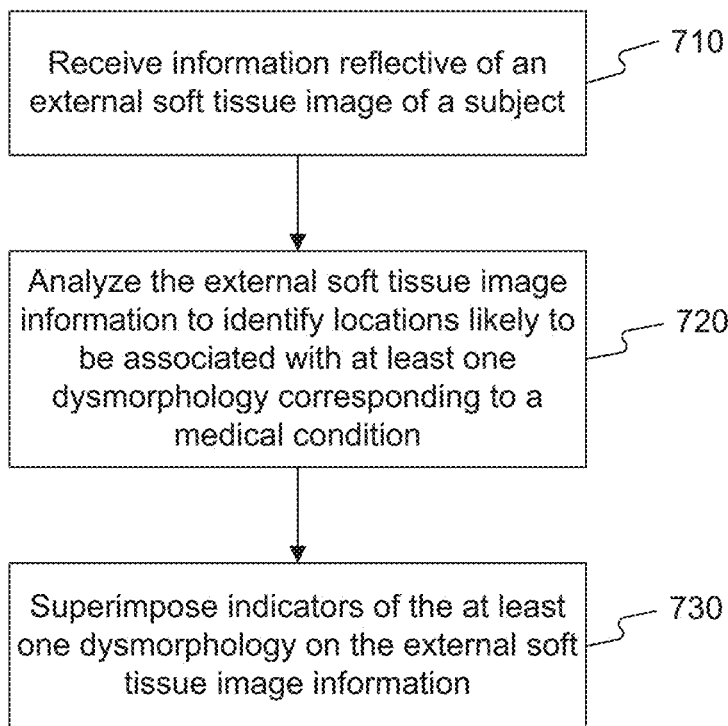 Receive information reflective of an
external soft tissue image of a subject
710
Analyze the external soft tissue image
information to identify locations likely to
be associated with at least one
dysmorphology corresponding to a
medical condition
720
Superimpose indicators of the at least
one dysmorphology on the external soft
tissue image information
730